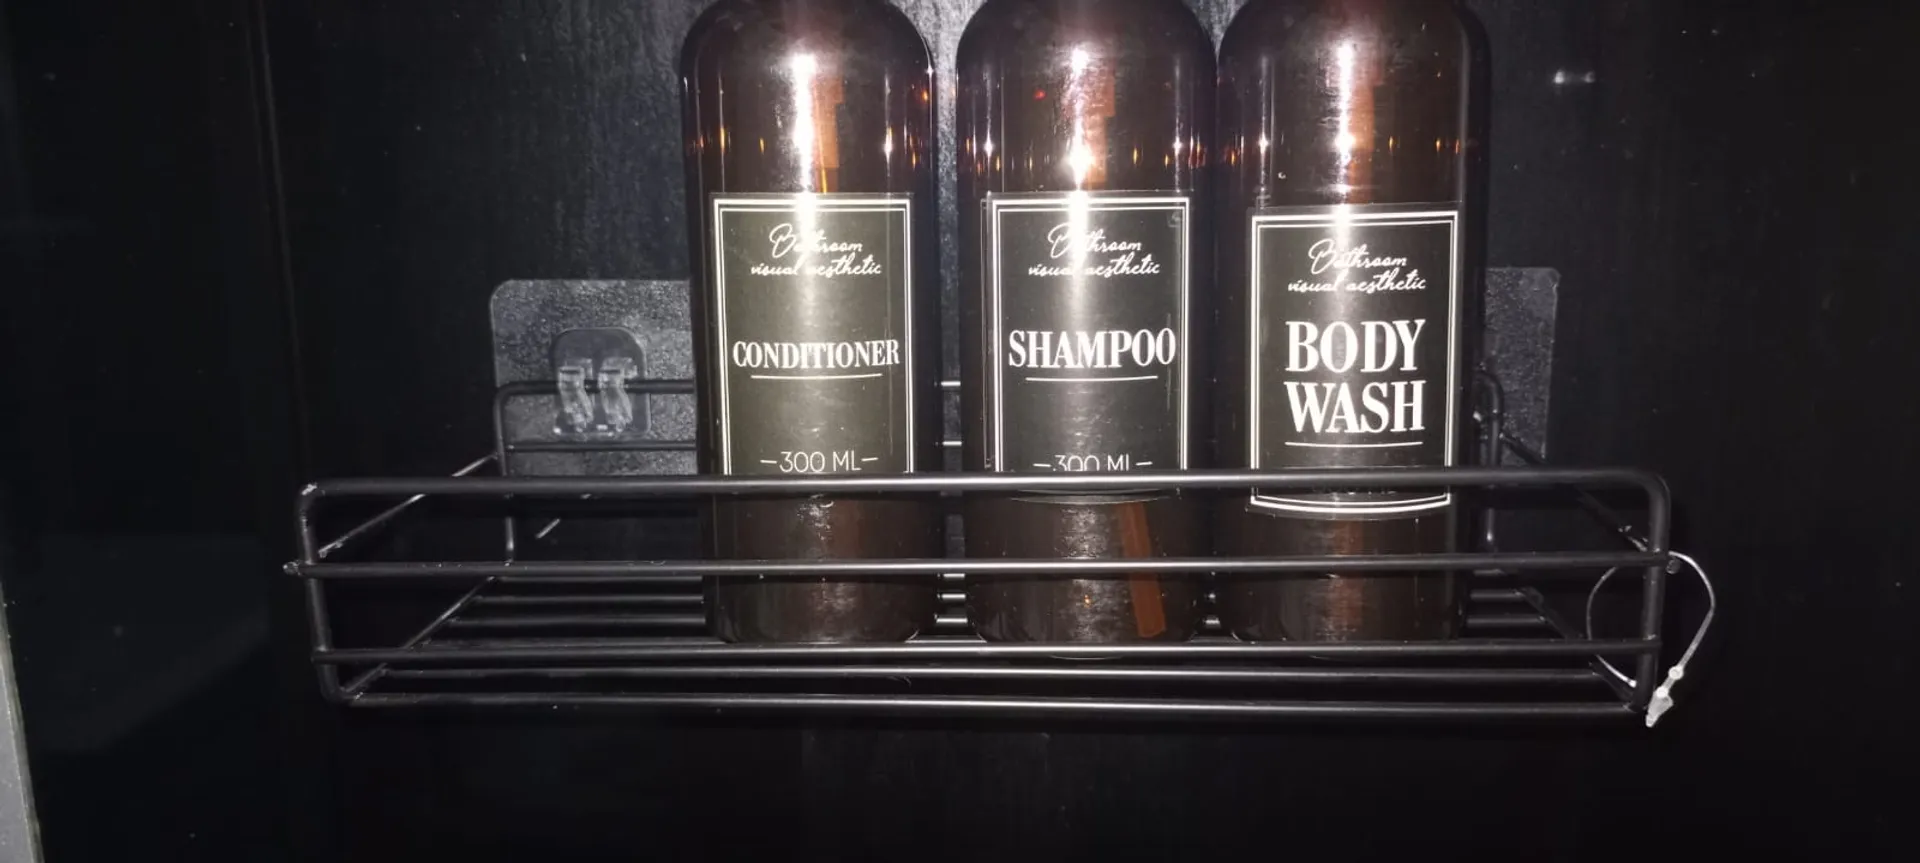 Bathroom
visual aesthetic
CONDITIONER
-300 ML-
Bathroom
visual aesthetic
SHAMPOO
-300 ML-
Bathroom
visual aesthetic
BODY
WASH